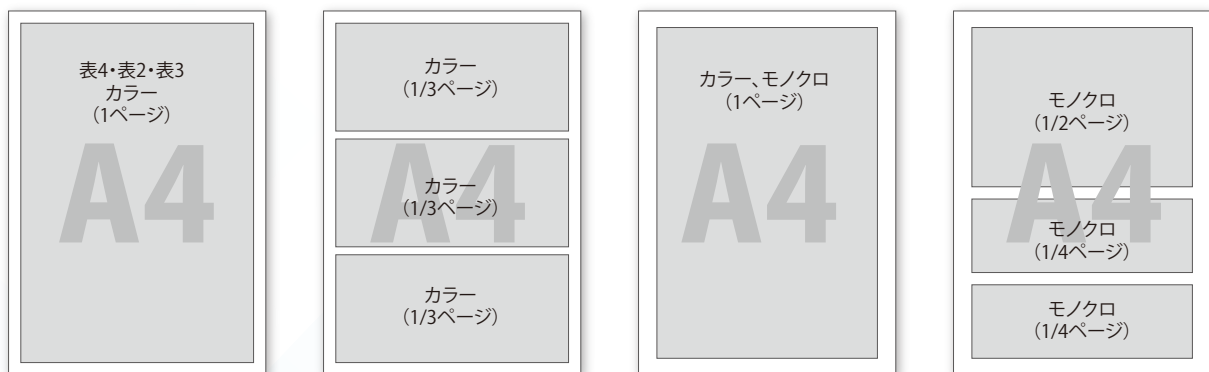 表4・表2・表3
カラー
（1ページ）
A4
カラー
（1/3ページ）
カラー
（1/3ページ）
A4
カラー
（1/3ページ）
カラー、モノクロ
（1ページ）
A4
モノクロ
（1/2ページ）
A4
モノクロ
（1/4ページ）
モノクロ
（1/4ページ）